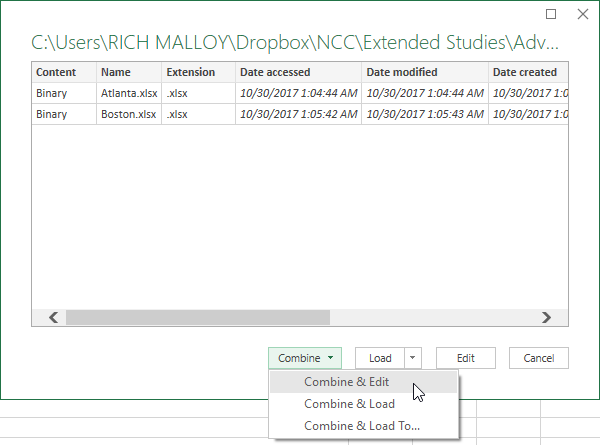 C:\Users\RICH MALLOY\Dropbox\NCC\Extended Studies\Adv...
Content Name Extension Date accessed Date modified Date created
Binary Atlanta.xlsx .xlsx 10/30/2017 1:04:44 AM 10/30/2017 1:04:44 AM 10/30/2017 1:0
Binary Boston.xlsx .xlsx 10/30/2017 1:05:42 AM 10/30/2017 1:05:43 AM 10/30/2017 1:0
Combine Load Edit Cancel
Combine & Edit
Combine & Load
Combine & Load To...